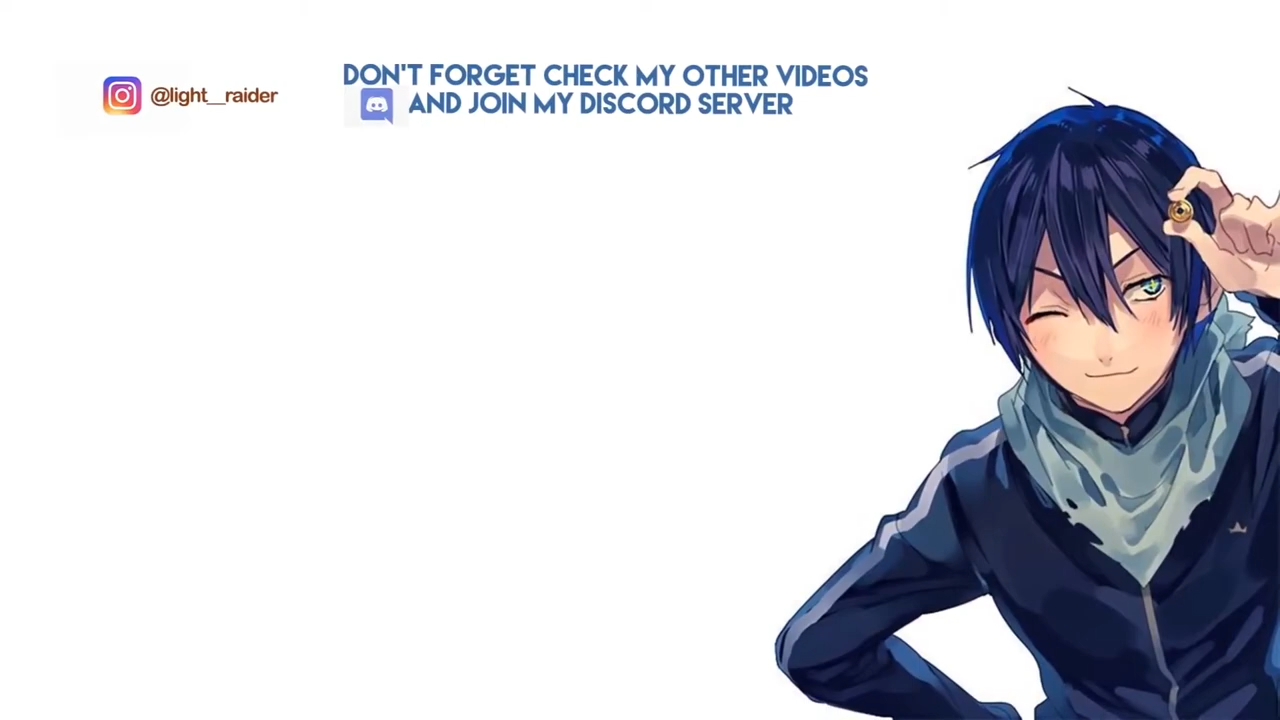 @light__raider
DON'T FORGET CHECK MY OTHER VIDEOS
AND JOIN MY DISCORD SERVER